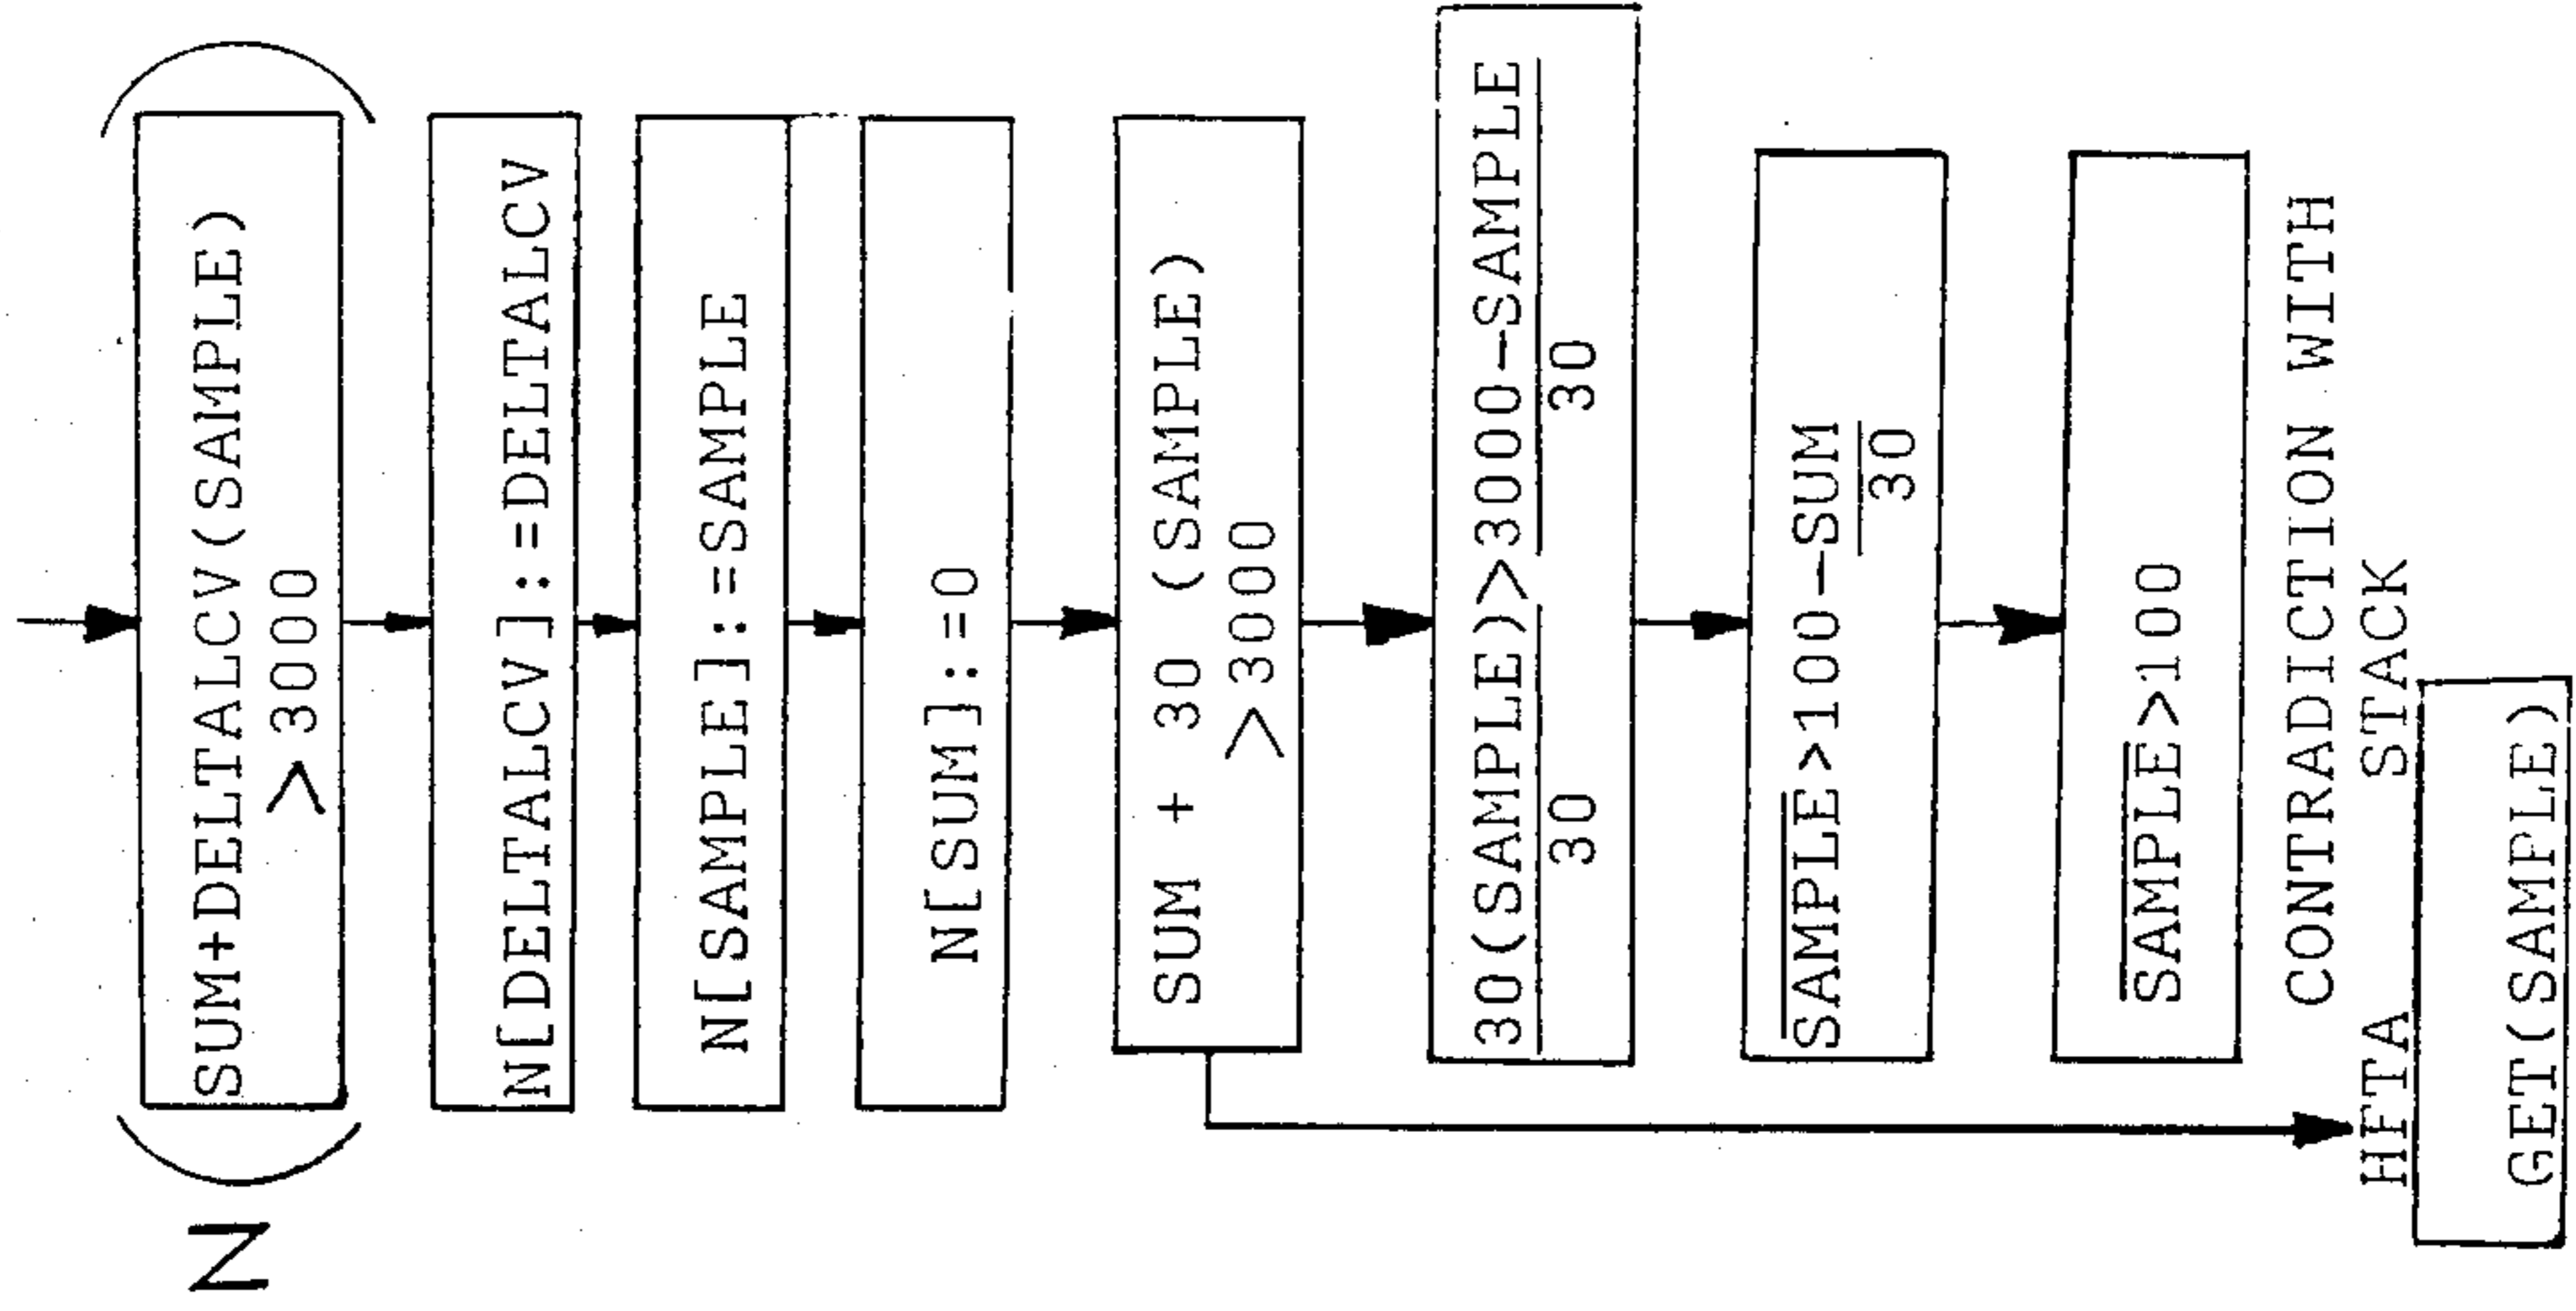 N
SUM+DELTALCV(SAMPLE)
>3000
N[DELTALCV]:=DELTALCV
N[SAMPLE]:=SAMPLE
N[SUM]:=0
SUM + 30 (SAMPLE)
>3000
30(SAMPLE)>3000-SAMPLE
30 30
SAMPLE>100-SUM
30
SAMPLE>100
CONTRADICTION WITH
HFTA STACK
GET(SAMPLE)